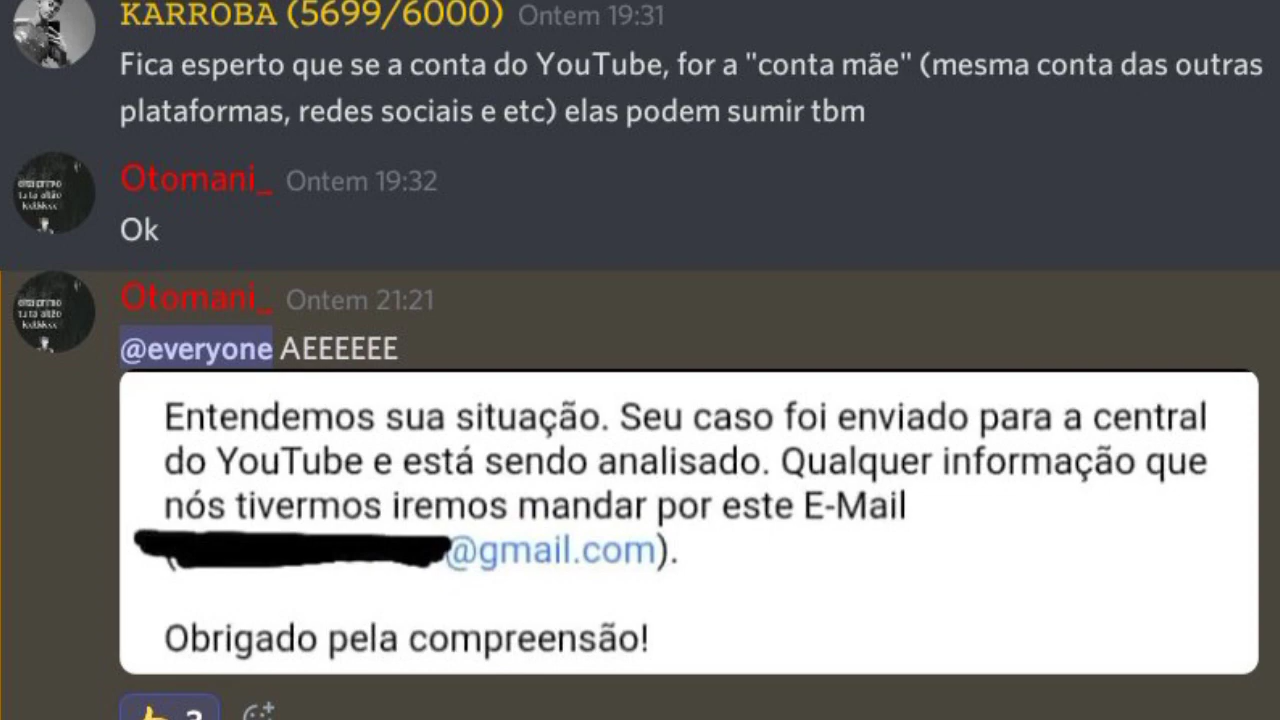 KARROBA (5699/6000) Ontem 19:31
Fica esperto que se a conta do YouTube, for a "conta mãe" (mesma conta das outras
plataformas, redes sociais e etc) elas podem sumir tbm
Otomani_ Ontem 19:32
Ok
Otomani_ Ontem 21:21
@everyone AEEEEEE
Entendemos sua situação. Seu caso foi enviado para a central
do YouTube e está sendo analisado. Qualquer informação que
nós tivermos iremos mandar por este E-Mail
(@gmail.com).
Obrigado pela compreensão!